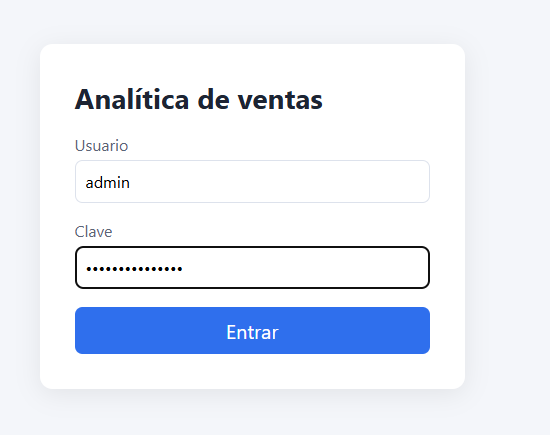 Analítica de ventas
Usuario
admin
Clave
•••••••••••••••
Entrar